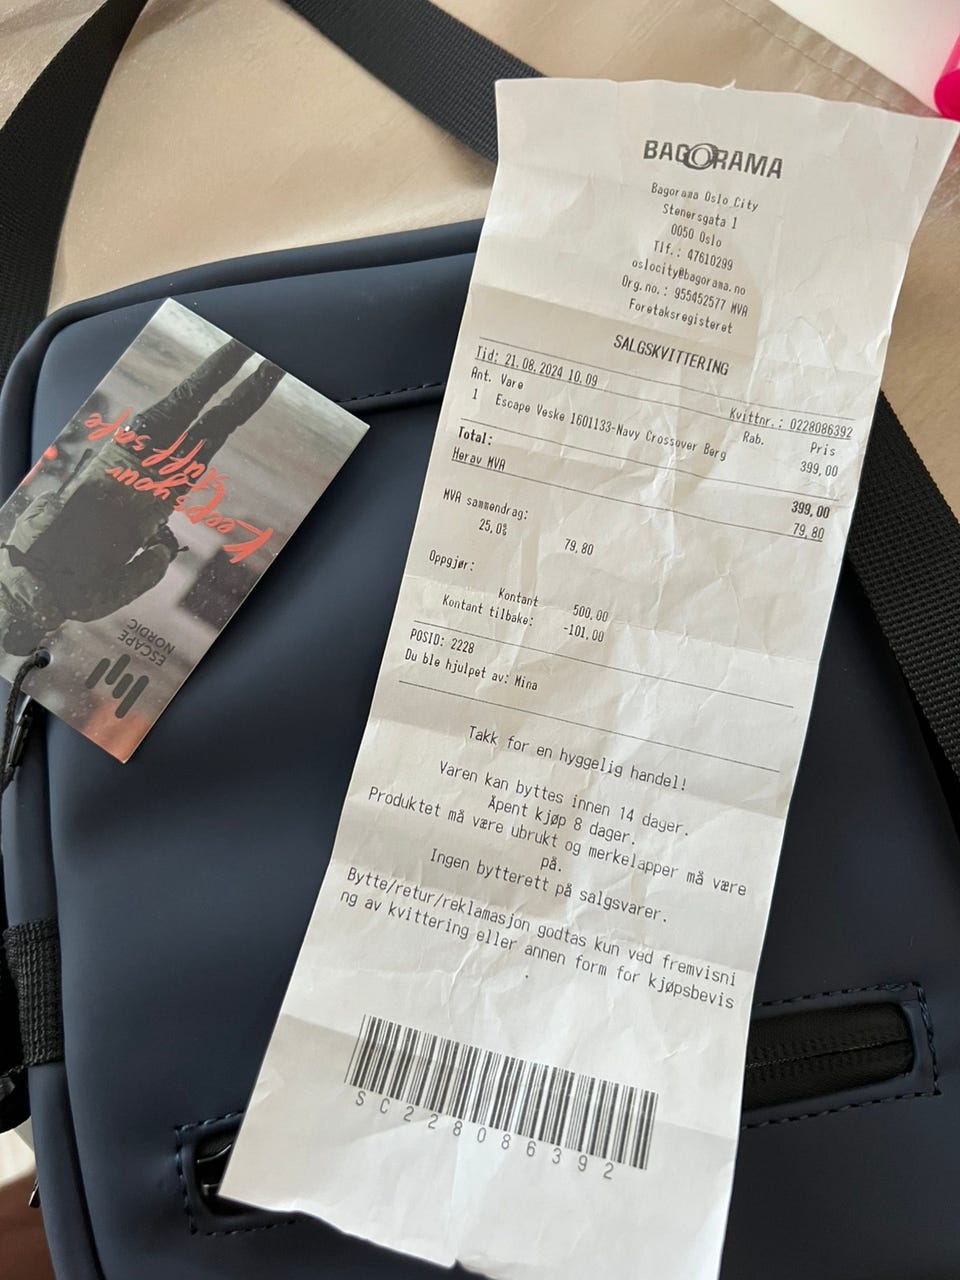 BAGORAMA
Bagorama Oslo City
Stenersgata 1
0050 Oslo
Tlf.: 47610299
oslocity@bagorama.no
Org.no.: 955452577 MVA
Foretaksregisteret
SALGSKVITTERING
Tid: 21.08.2024 10.09 Kvittnr.: 0228086392
Ant. Vare Rab. Pris
1 Escape Veske 1601133-Navy Crossover Berg 399,00
Total: 399,00
Herav MVA 79,80
MVA sammendrag:
25,0% 79,80
Oppgjør:
Kontant 500,00
Kontant tilbake: -101,00
POSID: 2228
Du ble hjulpet av: Mina
Takk for en hyggelig handel!
Varen kan byttes innen 14 dager.
Åpent kjøp 8 dager.
Produktet må være ubrukt og merkelapper må være
på.
Ingen bytterett på salgsvarer.
Bytte/retur/reklamasjon godtas kun ved fremvisni
ng av kvittering eller annen form for kjøpsbevis
.
SC228086392
Keeps your
stuff safe
ESCAPE
NORDIC